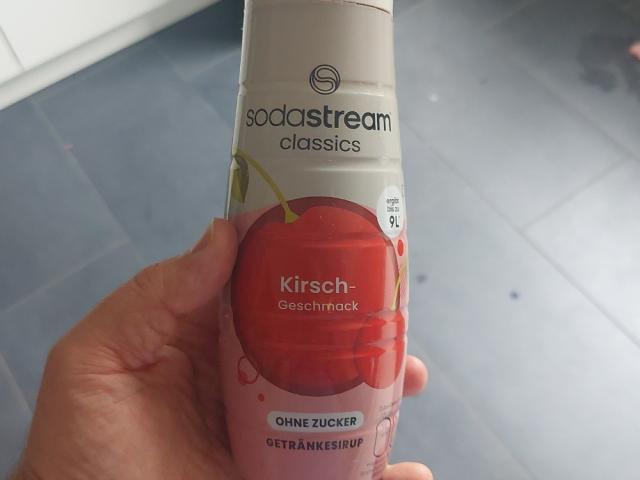 sodastream
classics
ergibt
bis zu
9L
Kirsch-
Geschmack
OHNE ZUCKER
GETRÄNKESIRUP